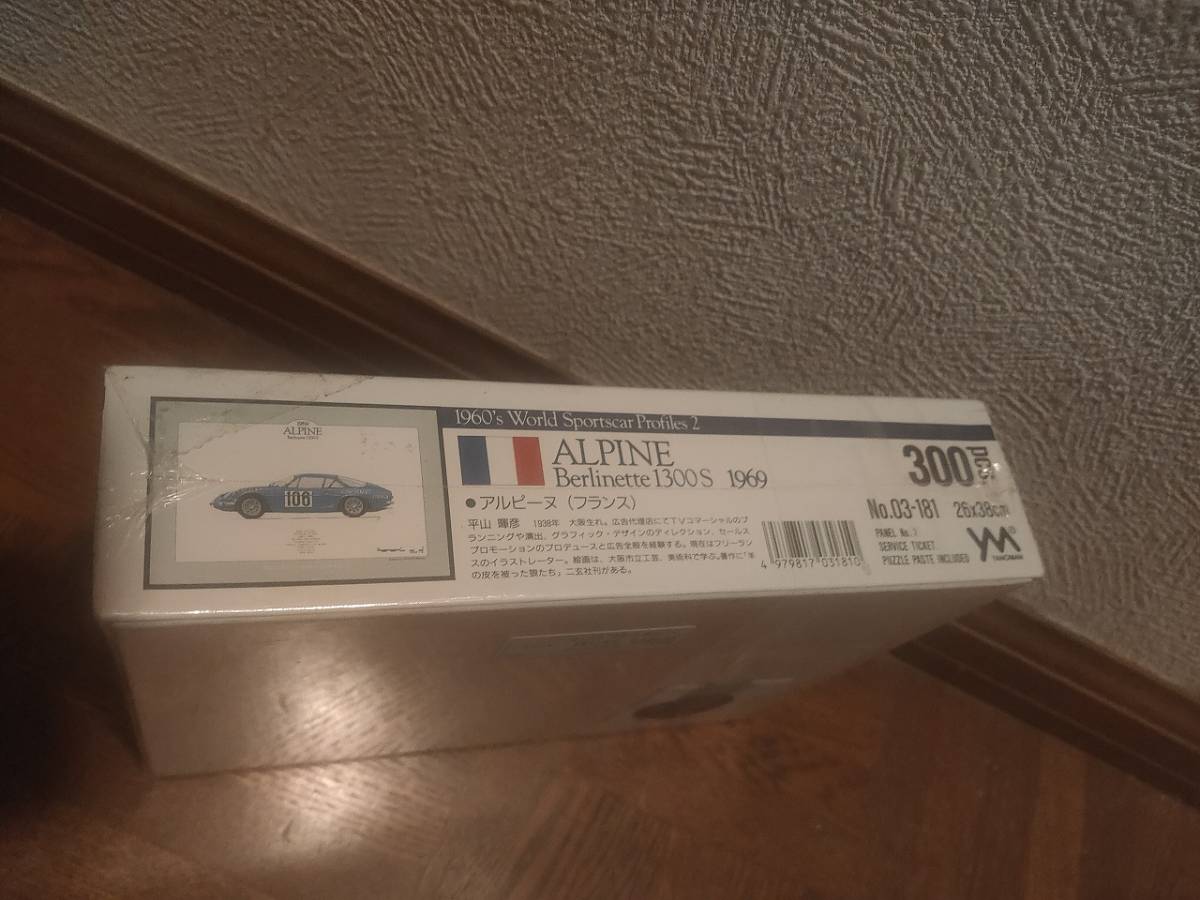 1960's World Sportscar Profiles 2
1969
ALPINE
106
ALPINE
Berlinette 1300S 1969
●アルピーヌ(フランス)
平山 暉彦 1938年 大阪生れ。広告代理店にてTVコマーシャルのプ
ランニングや演出、グラフィック・デザインのディレクション、セールス
プロモーションのプロデュースと広告全般を経験する。現在はフリーラン
スのイラストレーター。絵画は、大阪市立工芸、美術科で学ぶ。著作に「羊
の皮を被った狼たち」二玄社刊がある。
4 979817 031810
300pcs
No.03-181 26x38cm
PANEL No.
SERVICE TICKET.
PUZZLE PASTE INCLUDED
YM®
YANOMAN